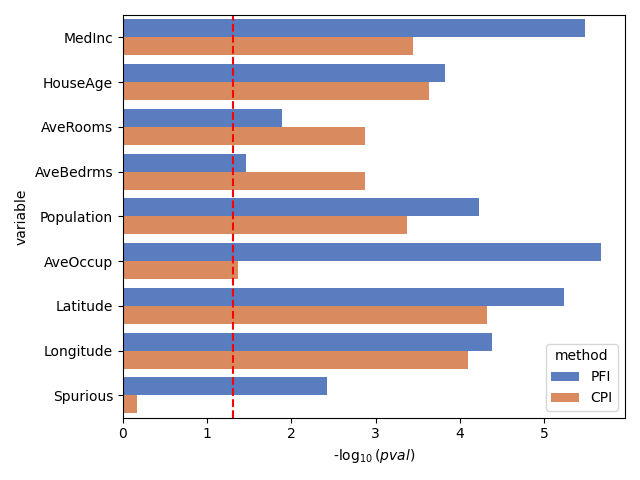 variable
MedInc
HouseAge
AveRooms
AveBedrms
Population
AveOccup
Latitude
Longitude
Spurious
method
PFI
CPI
0 1 2 3 4 5
-log₁₀(pval)